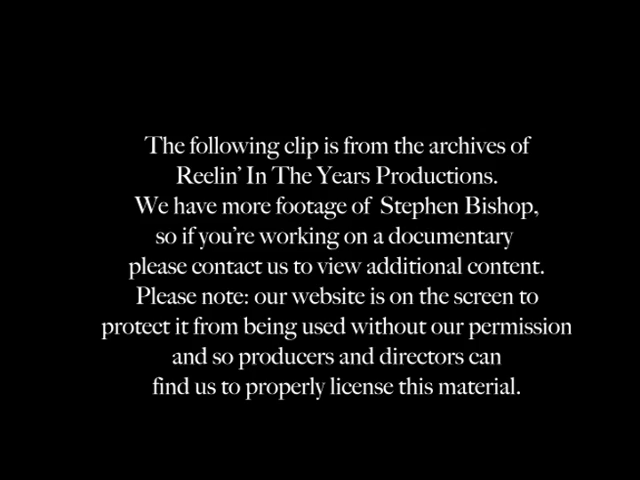 The following clip is from the archives of
Reelin' In The Years Productions.
We have more footage of Stephen Bishop,
so if you're working on a documentary
please contact us to view additional content.
Please note: our website is on the screen to
protect it from being used without our permission
and so producers and directors can
find us to properly license this material.